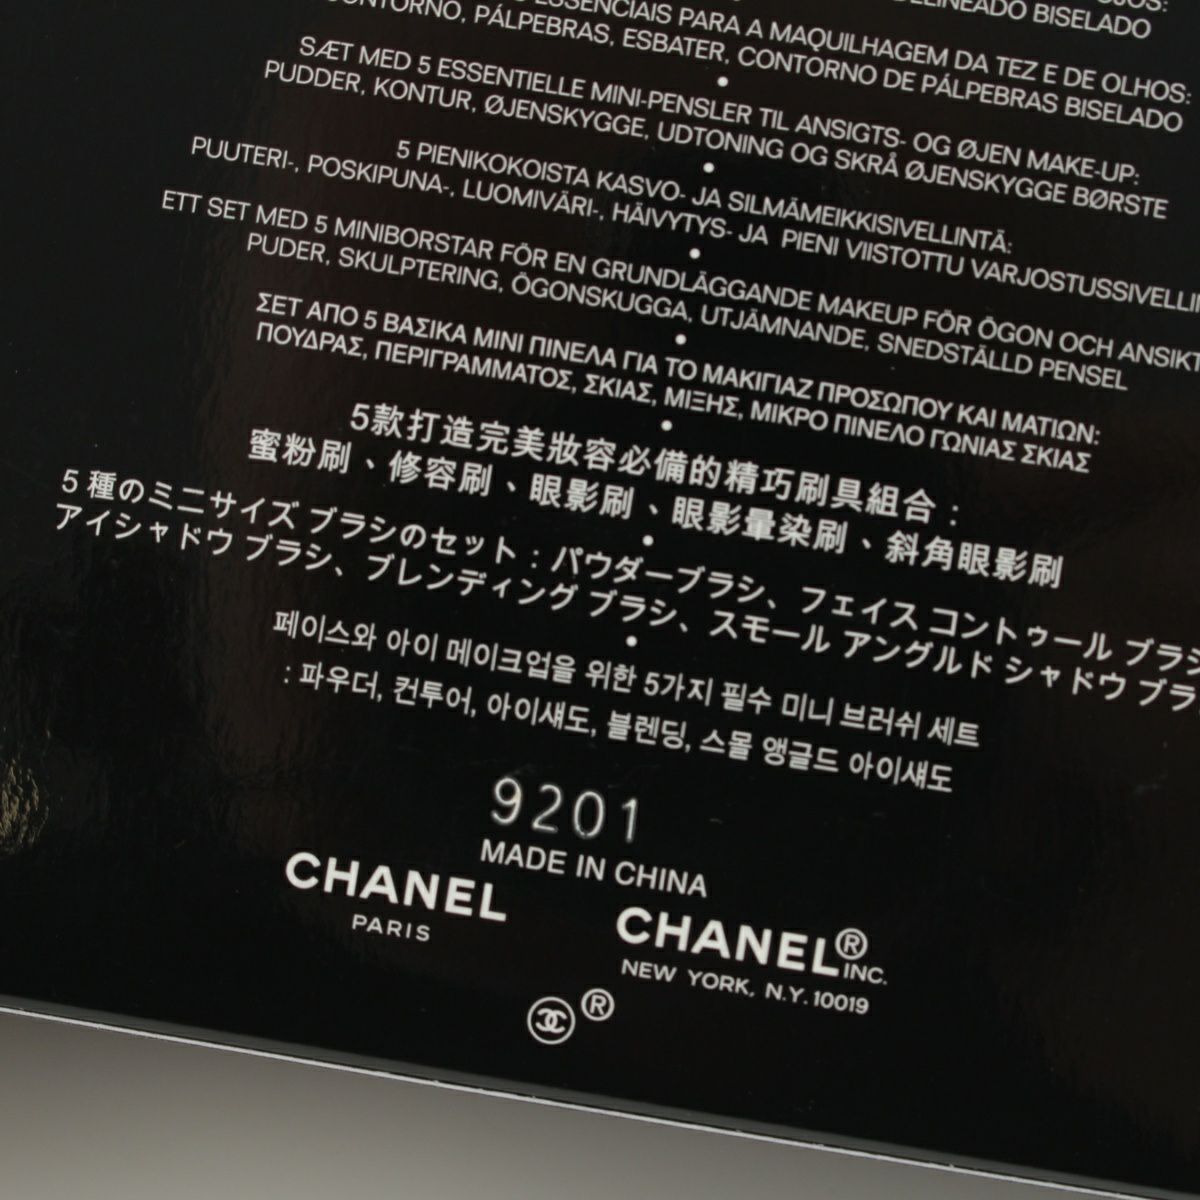 OJOS:
DELINEADO BISELADO
ESSENCIAIS PARA A MAQUILHAGEM DA TEZ E DE OLHOS:
CONTORNO, PÁLPEBRAS, ESBATER, CONTORNO DE PÁLPEBRAS BISELADO
•
SÆT MED 5 ESSENTIELLE MINI-PENSLER TIL ANSIGTS- OG ØJEN MAKE-UP:
PUDDER, KONTUR, ØJENSKYGGE, UDTONING OG SKRÅ ØJENSKYGGE BØRSTE
•
5 PIENIKOKOISTA KASVO- JA SILMÄMEIKKISIVELLINTÄ:
PUUTERI-, POSKIPUNA-, LUOMIVÄRI-, HÄIVYTYS- JA PIENI VIISTOTTU VARJOSTUSSIVELLI
•
ETT SET MED 5 MINIBORSTAR FÖR EN GRUNDLÄGGANDE MAKEUP FÖR ÖGON OCH ANSIKT
PUDER, SKULPTERING, ÖGONSKUGGA, UTJÄMNANDE, SNEDSTÄLLD PENSEL
•
ΣΕΤ ΑΠΟ 5 ΒΑΣΙΚΑ ΜΙΝΙ ΠΙΝΕΛΑ ΓΙΑ ΤΟ ΜΑΚΙΓΙΑΖ ΠΡΟΣΩΠΟΥ ΚΑΙ ΜΑΤΙΩΝ:
ΠΟΥΔΡΑΣ, ΠΕΡΙΓΡΑΜΜΑΤΟΣ, ΣΚΙΑΣ, ΜΙΞΗΣ, ΜΙΚΡΟ ΠΙΝΕΛΟ ΓΩΝΙΑΣ ΣΚΙΑΣ
•
5款打造完美妝容必備的精巧刷具組合：
蜜粉刷、修容刷、眼影刷、眼影暈染刷、斜角眼影刷
•
5 種のミニサイズ ブラシのセット：パウダーブラシ、フェイス コントゥール ブラシ
アイシャドウ ブラシ、ブレンディング ブラシ、スモール アングルド シャドウ ブラ
•
페이스와 아이 메이크업을 위한 5가지 필수 미니 브러쉬 세트
: 파우더, 컨투어, 아이섀도, 블렌딩, 스몰 앵글드 아이섀도
9201
MADE IN CHINA
CHANEL
PARIS
CHANEL® INC.
NEW YORK, N.Y. 10019
®